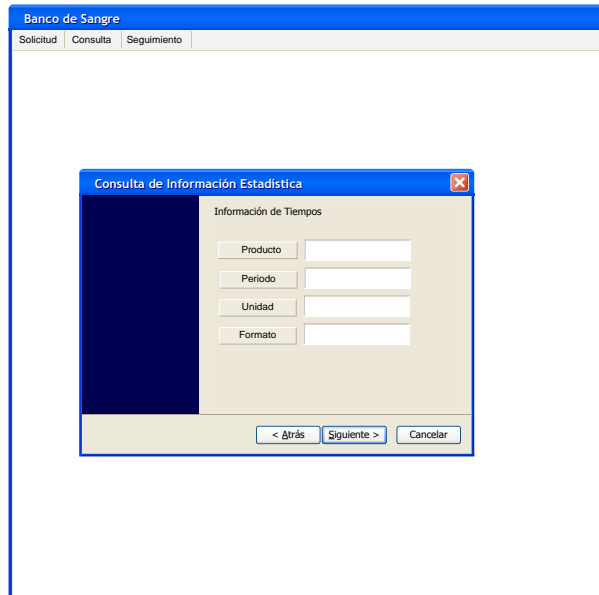 Banco de Sangre
Solicitud Consulta Seguimiento
Consulta de Información Estadística
Información de Tiempos
Producto
Periodo
Unidad
Formato
< Atrás Siguiente > Cancelar